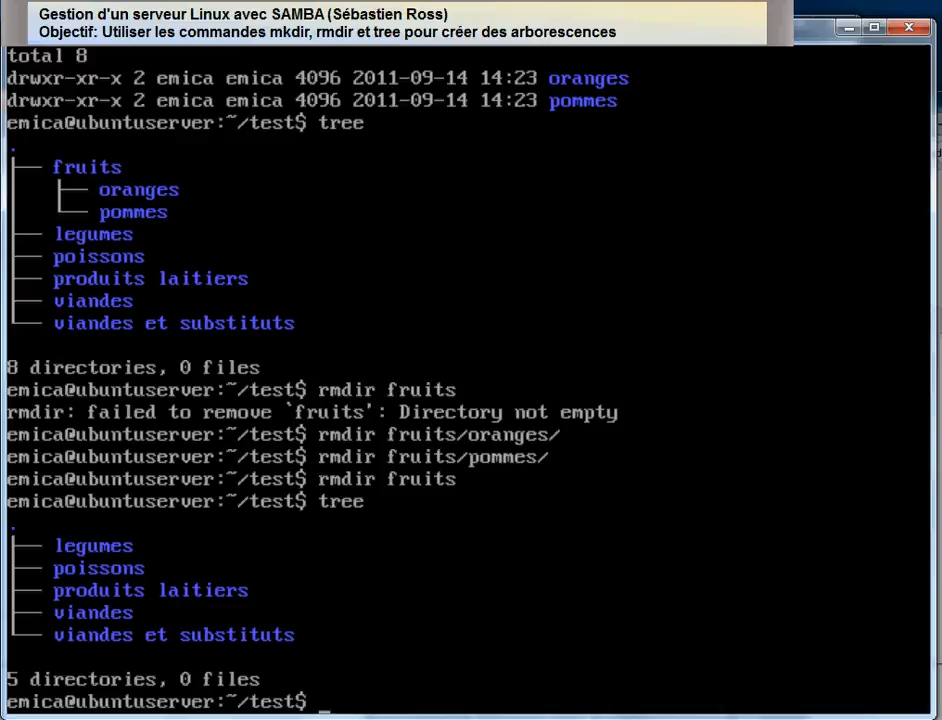 Gestion d'un serveur Linux avec SAMBA (Sébastien Ross)
Objectif: Utiliser les commandes mkdir, rmdir et tree pour créer des arborescences
total 8
drwxr-xr-x 2 emica emica 4096 2011-09-14 14:23 oranges
drwxr-xr-x 2 emica emica 4096 2011-09-14 14:23 pommes
emica@ubuntuserver:~/test$ tree
.
├── fruits
│   ├── oranges
│   └── pommes
├── legumes
├── poissons
├── produits laitiers
├── viandes
└── viandes et substituts
8 directories, 0 files
emica@ubuntuserver:~/test$ rmdir fruits
rmdir: failed to remove `fruits': Directory not empty
emica@ubuntuserver:~/test$ rmdir fruits/oranges/
emica@ubuntuserver:~/test$ rmdir fruits/pommes/
emica@ubuntuserver:~/test$ rmdir fruits
emica@ubuntuserver:~/test$ tree
.
├── legumes
├── poissons
├── produits laitiers
├── viandes
└── viandes et substituts
5 directories, 0 files
emica@ubuntuserver:~/test$ _